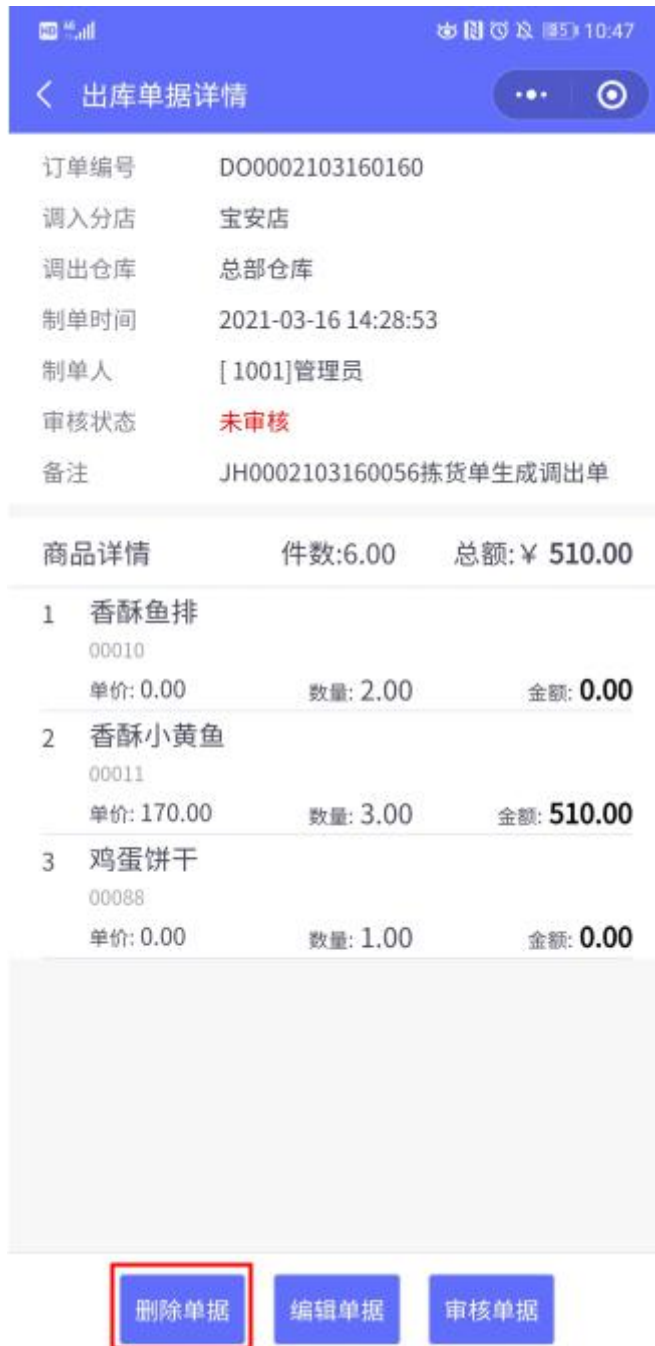 HD 4G 85 10:47
出库单据详情
订单编号 DO0002103160160
调入分店 宝安店
调出仓库 总部仓库
制单时间 2021-03-16 14:28:53
制单人 [ 1001]管理员
审核状态 未审核
备注 JH0002103160056拣货单生成调出单
商品详情 件数:6.00 总额:¥ 510.00
1 香酥鱼排
00010
单价: 0.00 数量: 2.00 金额: 0.00
2 香酥小黄鱼
00011
单价: 170.00 数量: 3.00 金额: 510.00
3 鸡蛋饼干
00088
单价: 0.00 数量: 1.00 金额: 0.00
删除单据 编辑单据 审核单据